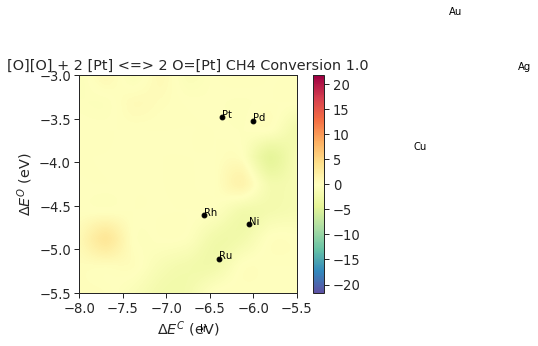 Au
[O][O] + 2 [Pt] <=> 2 O=[Pt] CH4 Conversion 1.0
Ag
−3.0
−3.5
−4.0
−4.5
−5.0
−5.5
ΔE^O (eV)
Pt
Pd
Cu
Rh
Ni
Ru
20
15
10
5
0
−5
−10
−15
−20
−8.0 −7.5 −7.0 −6.5 −6.0 −5.5
ΔE^C (eV)
Ir